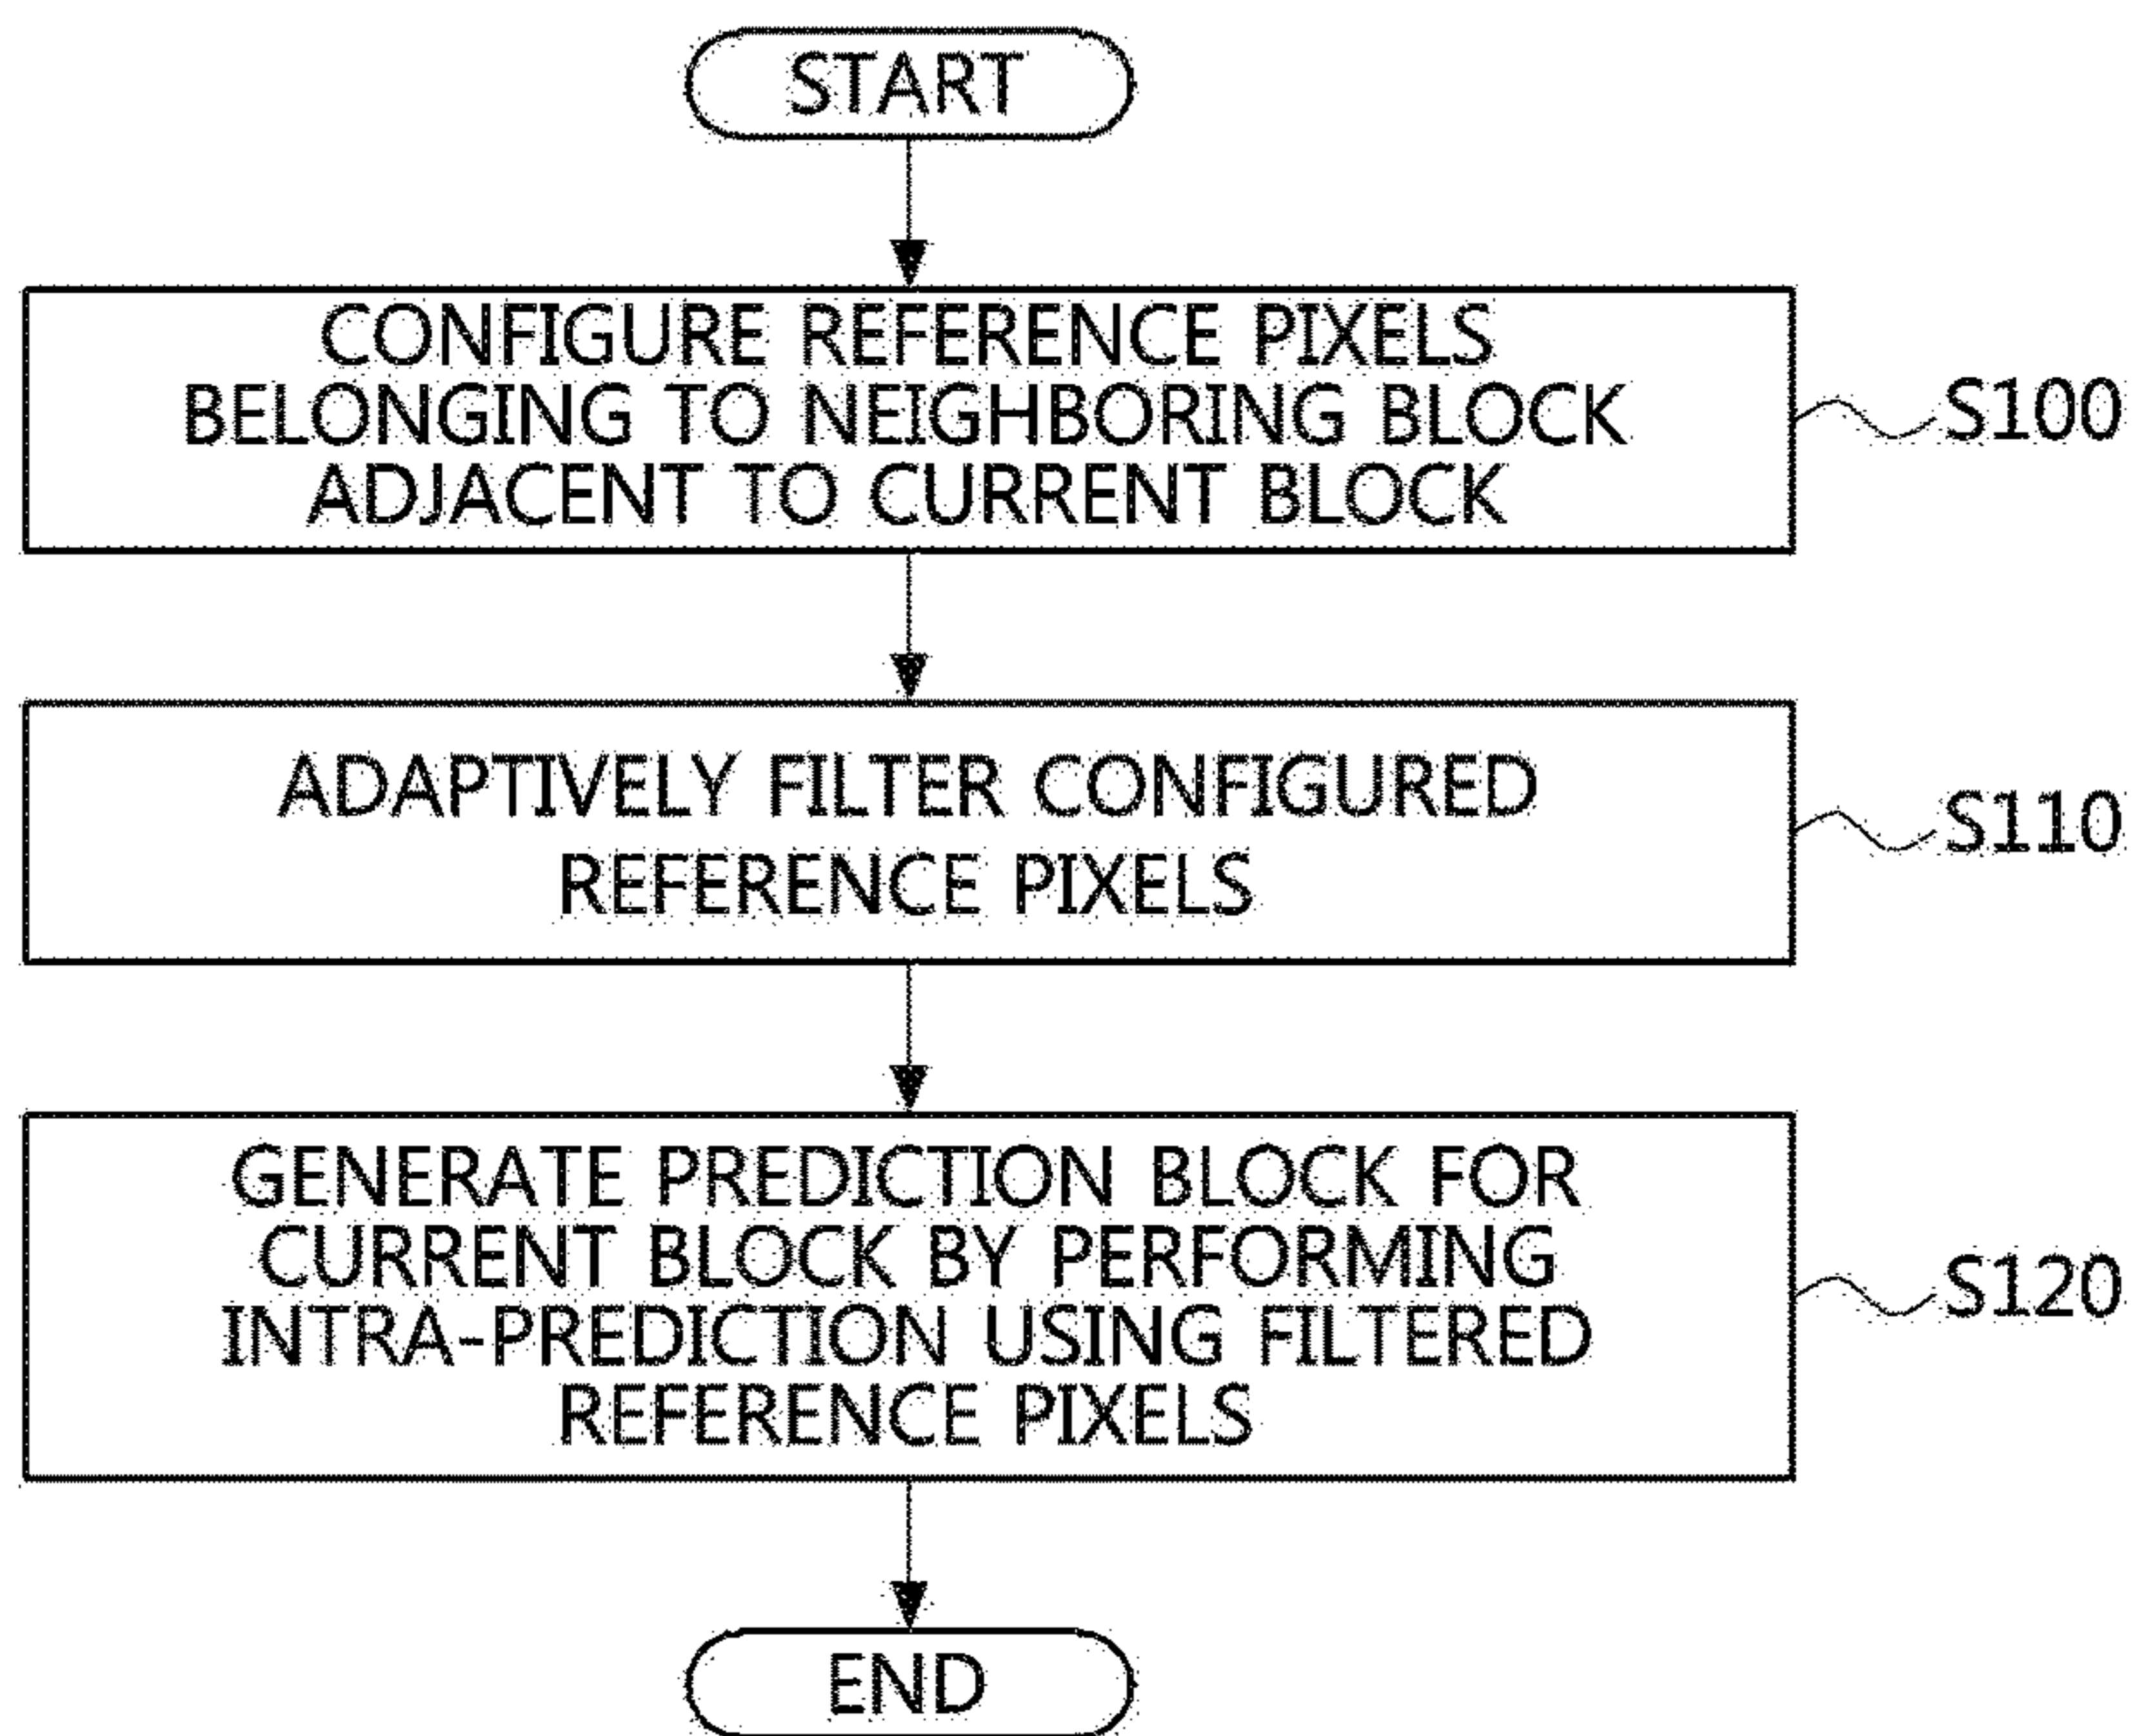 START
CONFIGURE REFERENCE PIXELS
BELONGING TO NEIGHBORING BLOCK
ADJACENT TO CURRENT BLOCK
S100
ADAPTIVELY FILTER CONFIGURED
REFERENCE PIXELS
S110
GENERATE PREDICTION BLOCK FOR
CURRENT BLOCK BY PERFORMING
INTRA-PREDICTION USING FILTERED
REFERENCE PIXELS
S120
END